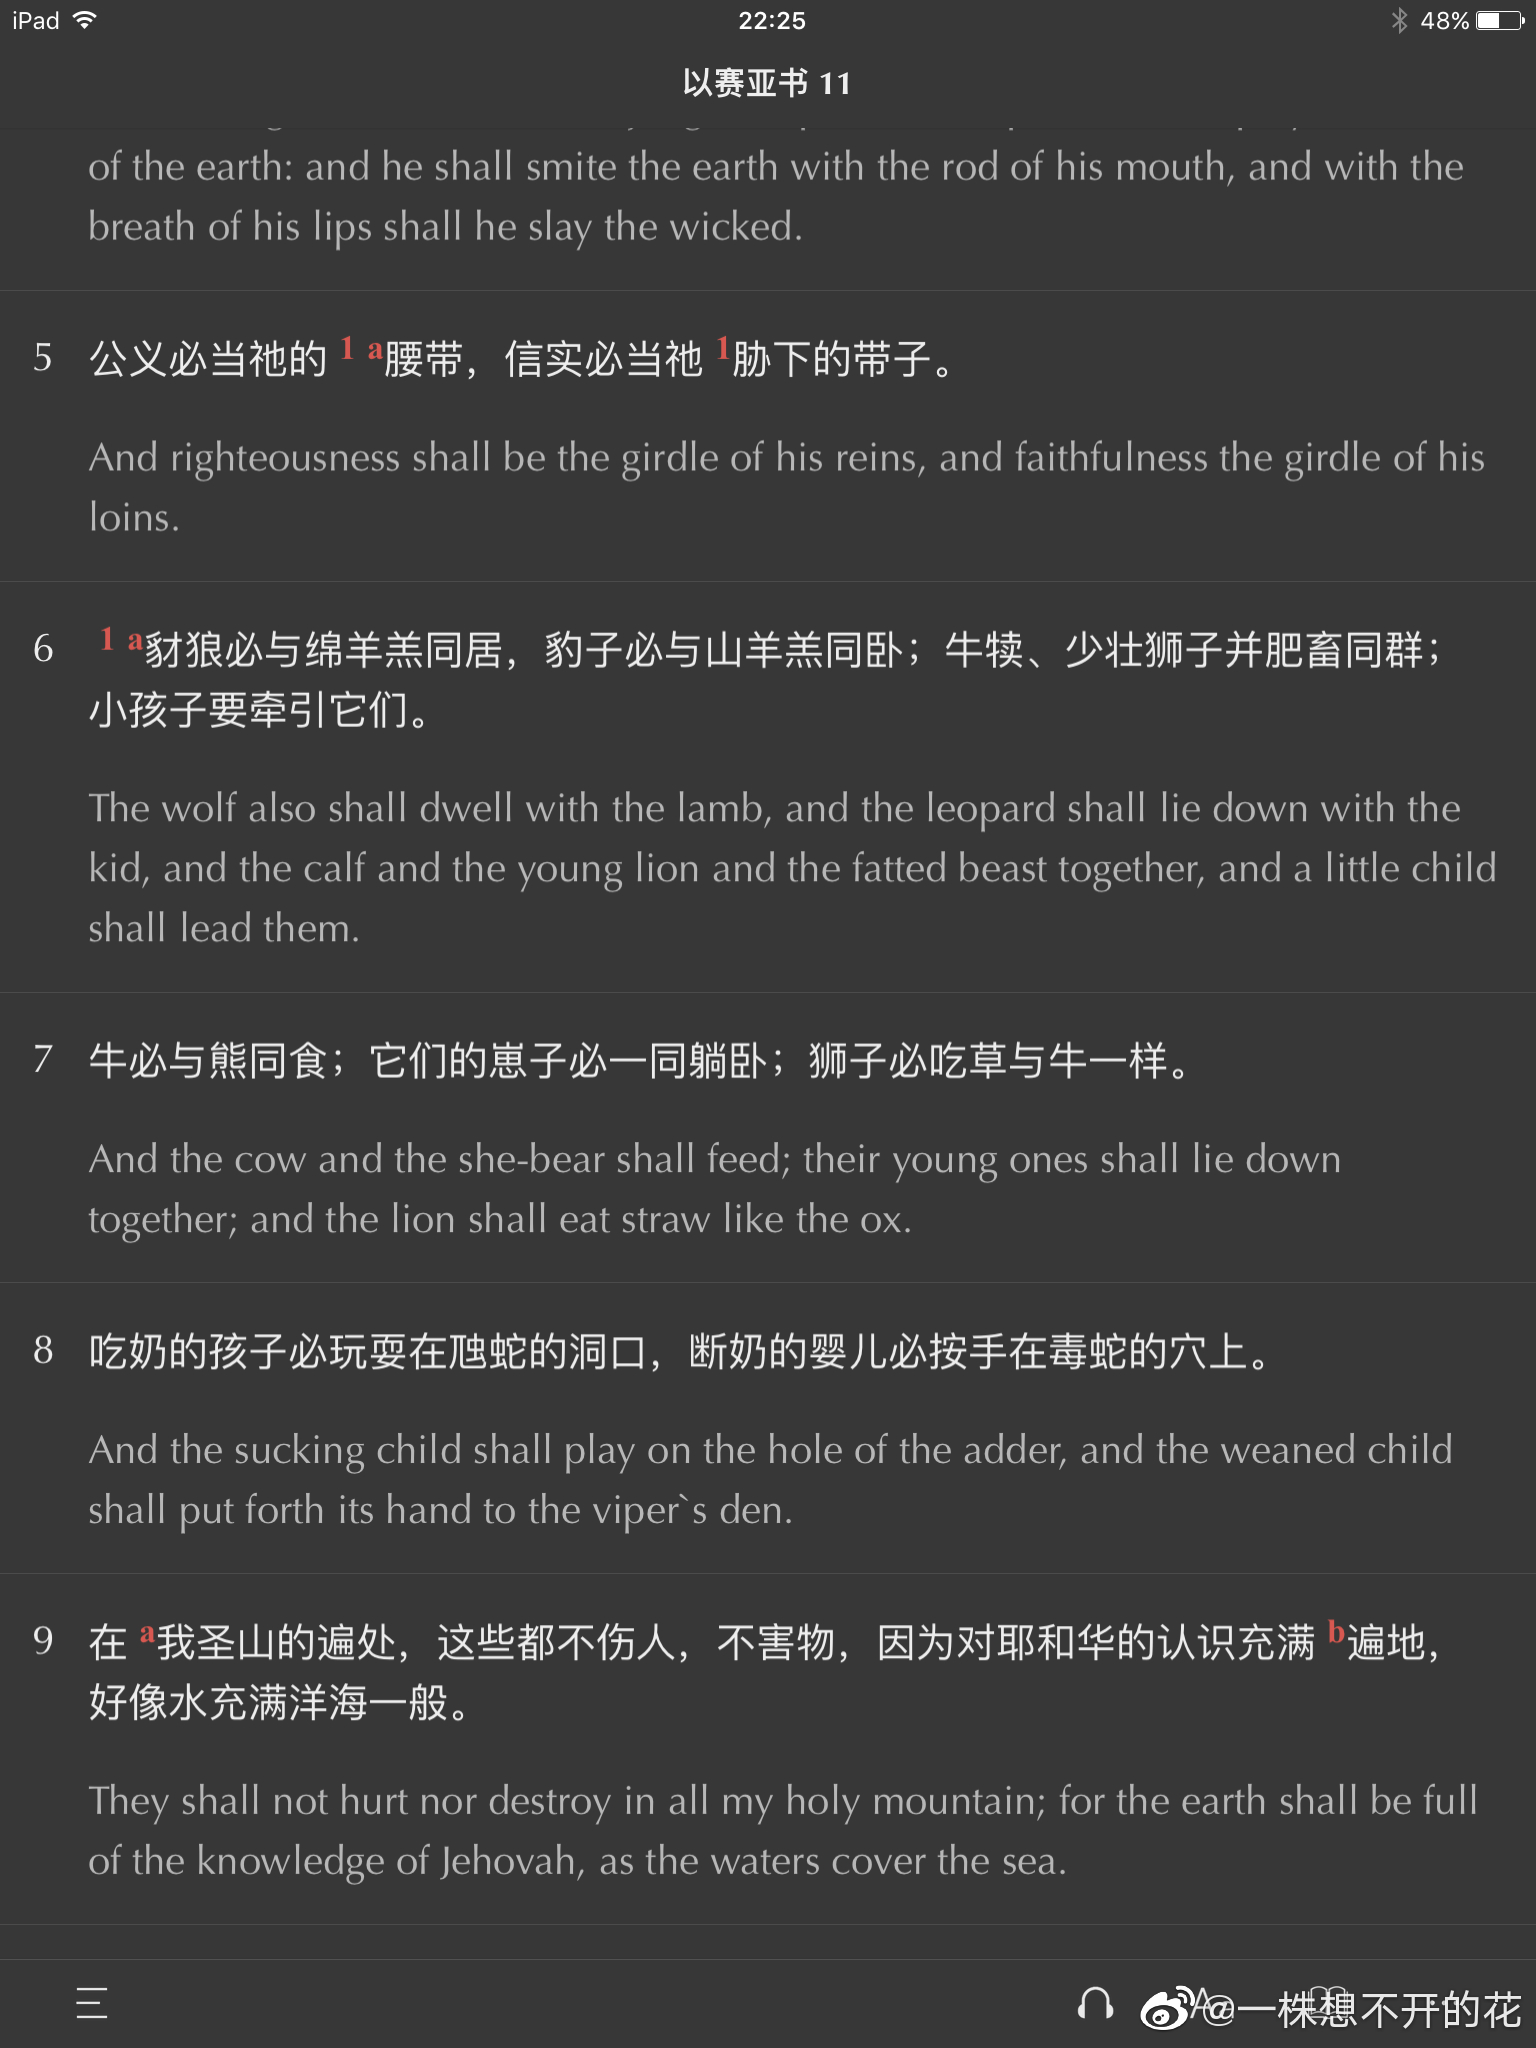 iPad
22:25
48%
以赛亚书 11
of the earth: and he shall smite the earth with the rod of his mouth, and with the
breath of his lips shall he slay the wicked.
5 公义必当祂的 1 a腰带，信实必当祂 1胁下的带子。
And righteousness shall be the girdle of his reins, and faithfulness the girdle of his
loins.
6 1 a豺狼必与绵羊羔同居，豹子必与山羊羔同卧；牛犊、少壮狮子并肥畜同群；
小孩子要牵引它们。
The wolf also shall dwell with the lamb, and the leopard shall lie down with the
kid, and the calf and the young lion and the fatted beast together, and a little child
shall lead them.
7 牛必与熊同食；它们的崽子必一同躺卧；狮子必吃草与牛一样。
And the cow and the she-bear shall feed; their young ones shall lie down
together; and the lion shall eat straw like the ox.
8 吃奶的孩子必玩耍在虺蛇的洞口，断奶的婴儿必按手在毒蛇的穴上。
And the sucking child shall play on the hole of the adder, and the weaned child
shall put forth its hand to the viper`s den.
9 在 a我圣山的遍处，这些都不伤人，不害物，因为对耶和华的认识充满 b遍地，
好像水充满洋海一般。
They shall not hurt nor destroy in all my holy mountain; for the earth shall be full
of the knowledge of Jehovah, as the waters cover the sea.
@一株想不开的花